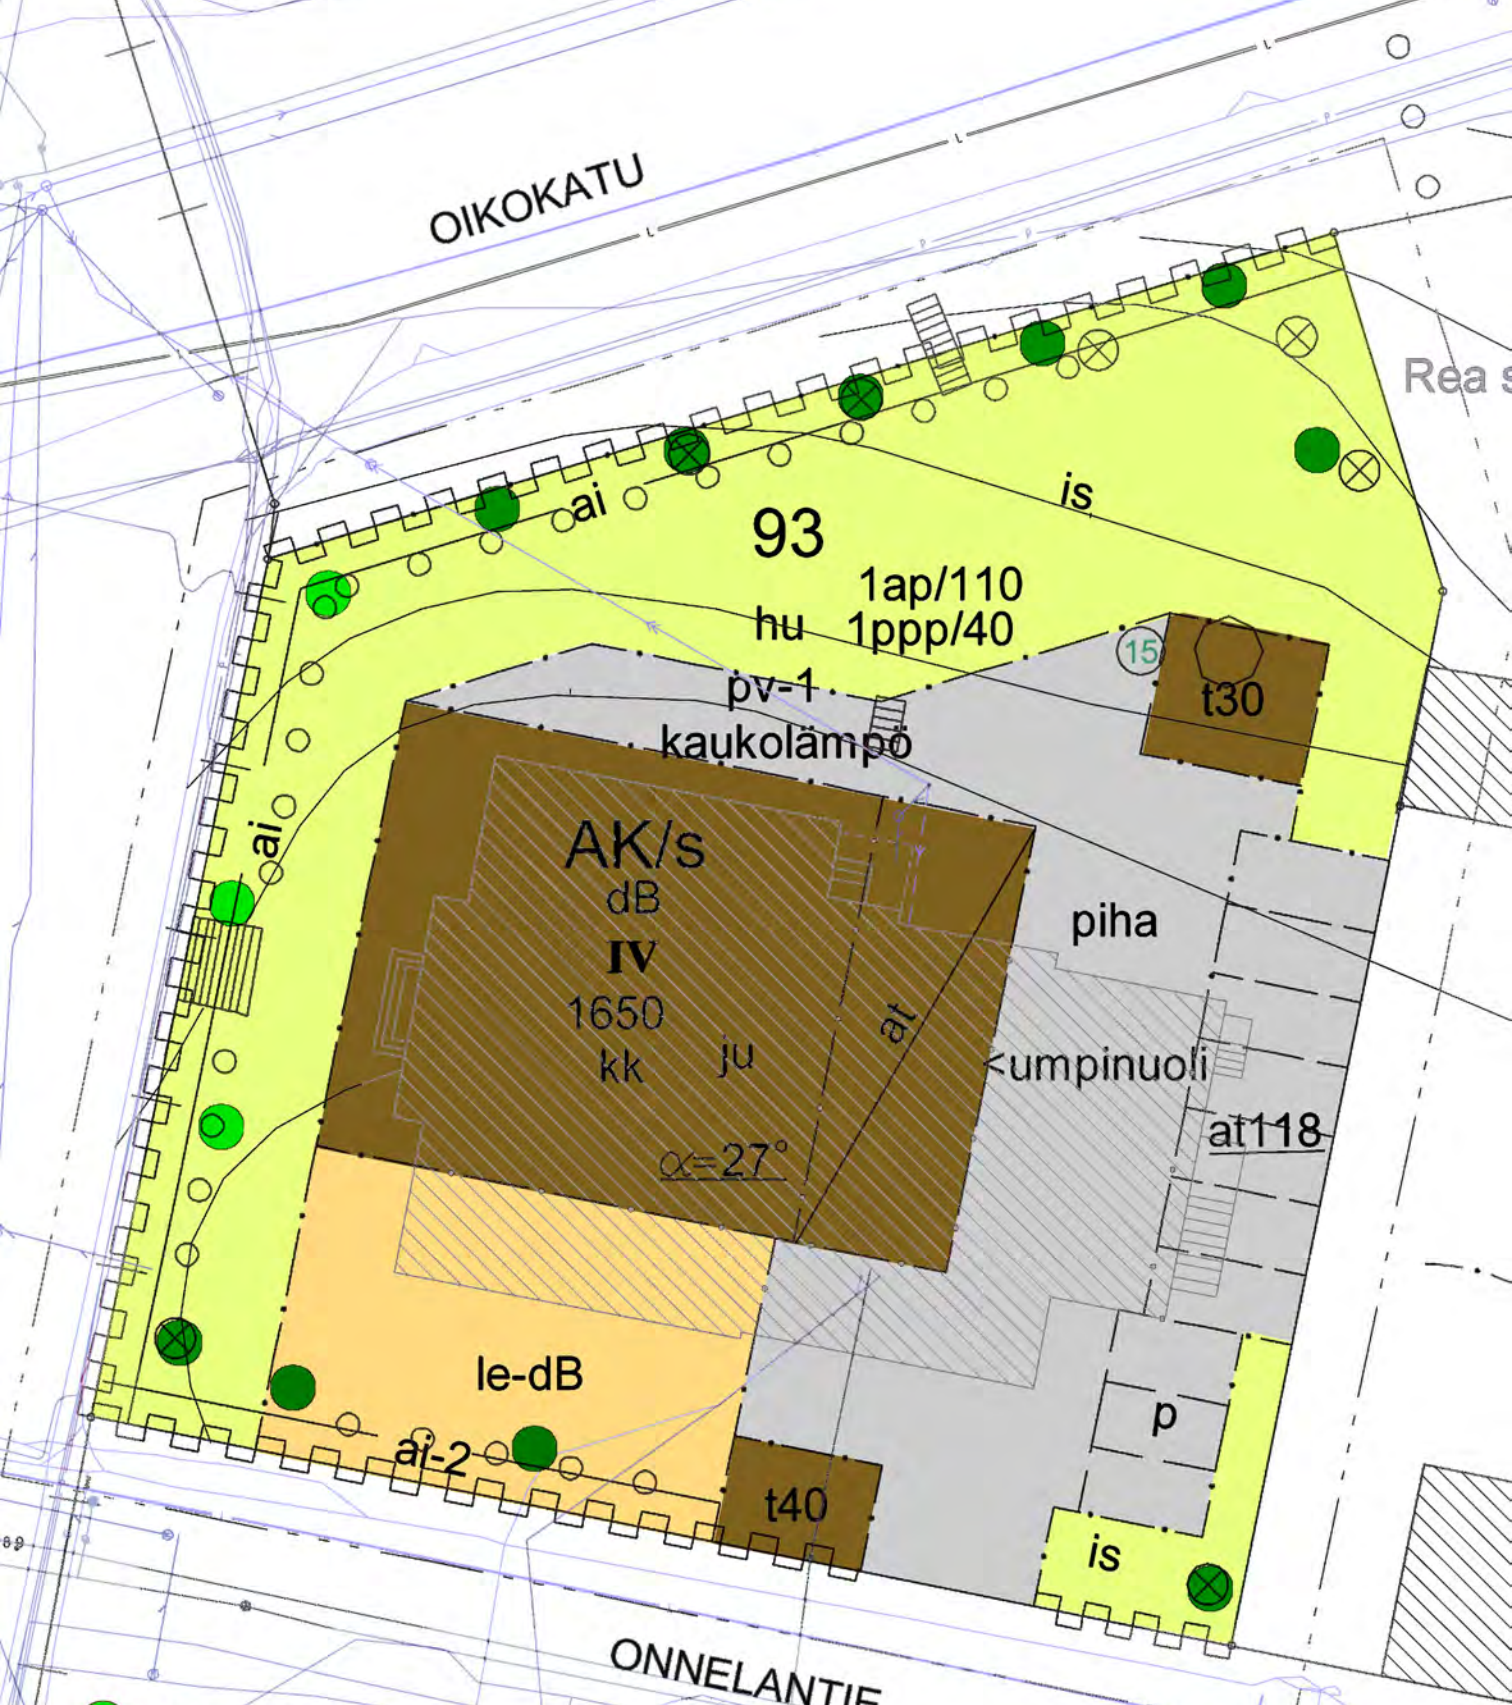 OIKOKATU
Rea s
ai
is
93
1ap/110
hu 1ppp/40
15
pv-1
t30
kaukolämpö
ai
AK/s
dB
piha
IV
1650
at
kk
ju
<umpinuoli
at118
α=27°
le-dB
p
ai-2
t40
is
89
ONNELANTIE